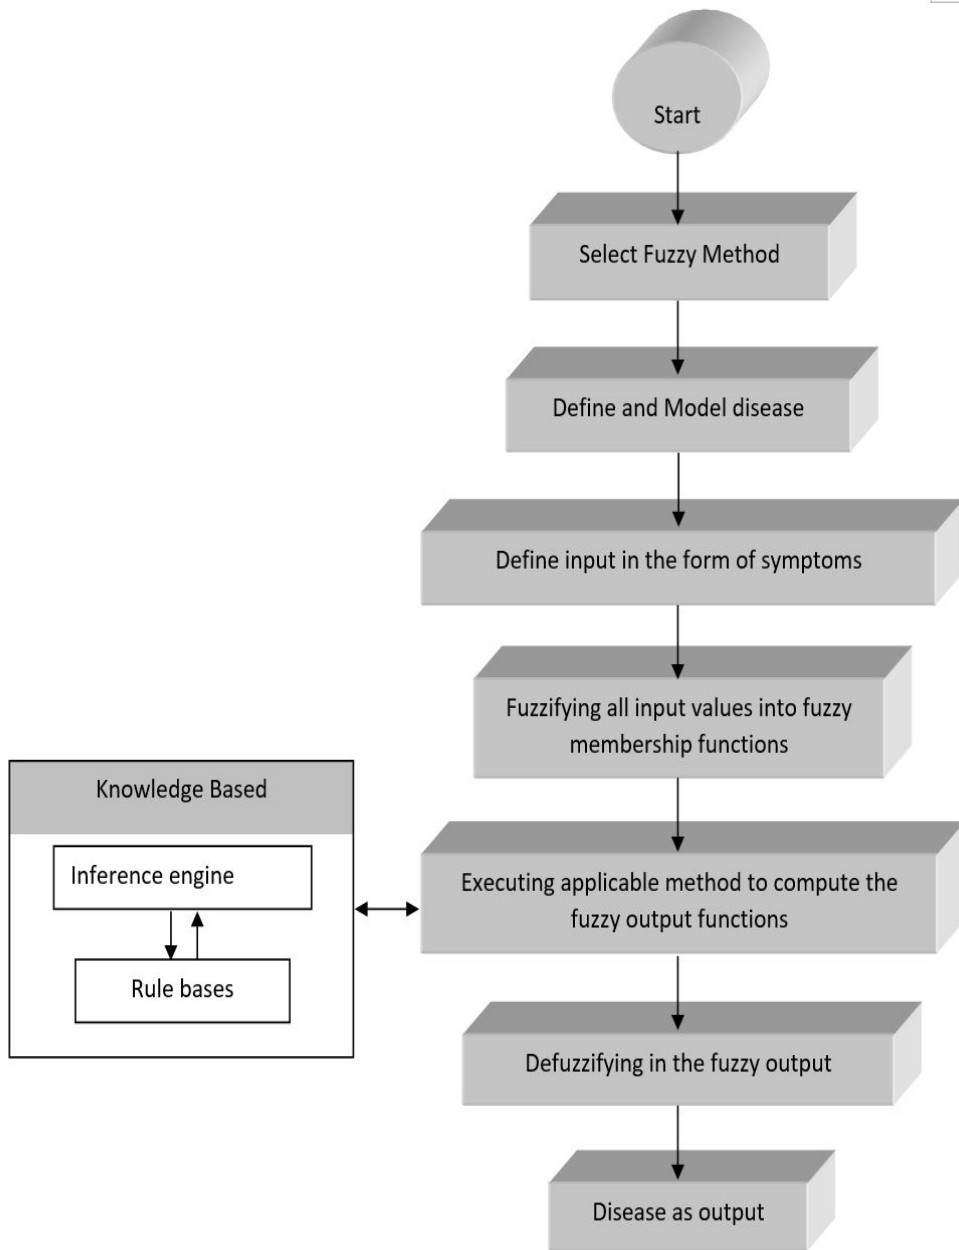 Start
Select Fuzzy Method
Define and Model disease
Define input in the form of symptoms
Fuzzifying all input values into fuzzy
membership functions
Knowledge Based
Inference engine
Rule bases
Executing applicable method to compute the
fuzzy output functions
Defuzzifying in the fuzzy output
Disease as output